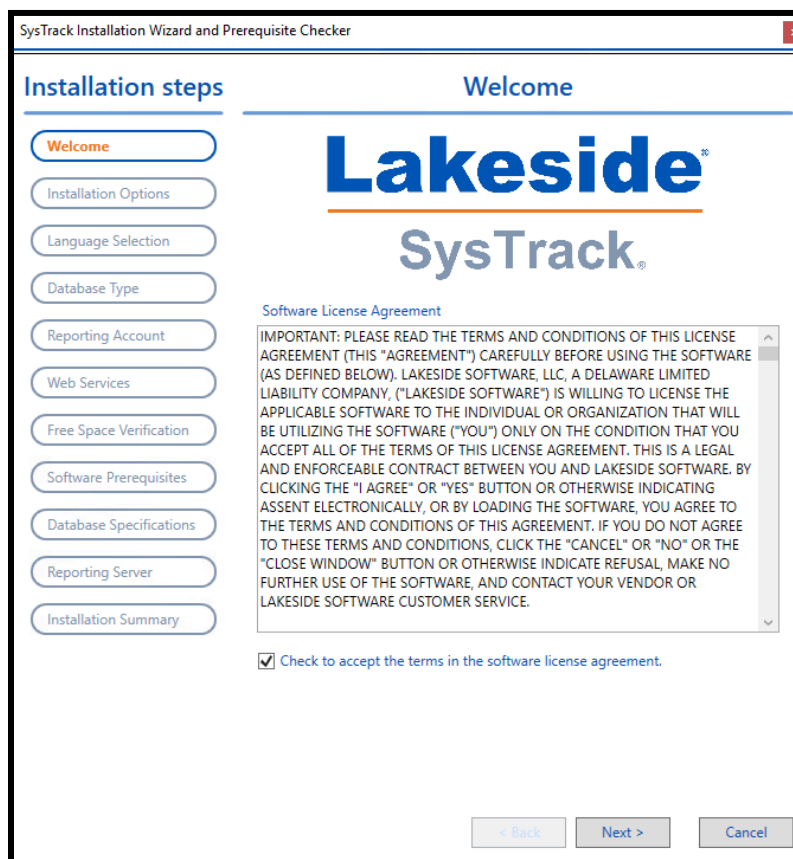 SysTrack Installation Wizard and Prerequisite Checker
Installation steps
Welcome
Installation Options
Language Selection
Database Type
Reporting Account
Web Services
Free Space Verification
Software Prerequisites
Database Specifications
Reporting Server
Installation Summary
Welcome
Lakeside®
SysTrack®
Software License Agreement
IMPORTANT: PLEASE READ THE TERMS AND CONDITIONS OF THIS LICENSE
AGREEMENT (THIS "AGREEMENT") CAREFULLY BEFORE USING THE SOFTWARE
(AS DEFINED BELOW). LAKESIDE SOFTWARE, LLC, A DELAWARE LIMITED
LIABILITY COMPANY, ("LAKESIDE SOFTWARE") IS WILLING TO LICENSE THE
APPLICABLE SOFTWARE TO THE INDIVIDUAL OR ORGANIZATION THAT WILL
BE UTILIZING THE SOFTWARE ("YOU") ONLY ON THE CONDITION THAT YOU
ACCEPT ALL OF THE TERMS OF THIS LICENSE AGREEMENT. THIS IS A LEGAL
AND ENFORCEABLE CONTRACT BETWEEN YOU AND LAKESIDE SOFTWARE. BY
CLICKING THE "I AGREE" OR "YES" BUTTON OR OTHERWISE INDICATING
ASSENT ELECTRONICALLY, OR BY LOADING THE SOFTWARE, YOU AGREE TO
THE TERMS AND CONDITIONS OF THIS AGREEMENT. IF YOU DO NOT AGREE
TO THESE TERMS AND CONDITIONS, CLICK THE "CANCEL" OR "NO" OR THE
"CLOSE WINDOW" BUTTON OR OTHERWISE INDICATE REFUSAL, MAKE NO
FURTHER USE OF THE SOFTWARE, AND CONTACT YOUR VENDOR OR
LAKESIDE SOFTWARE CUSTOMER SERVICE.
Check to accept the terms in the software license agreement.
< Back
Next >
Cancel